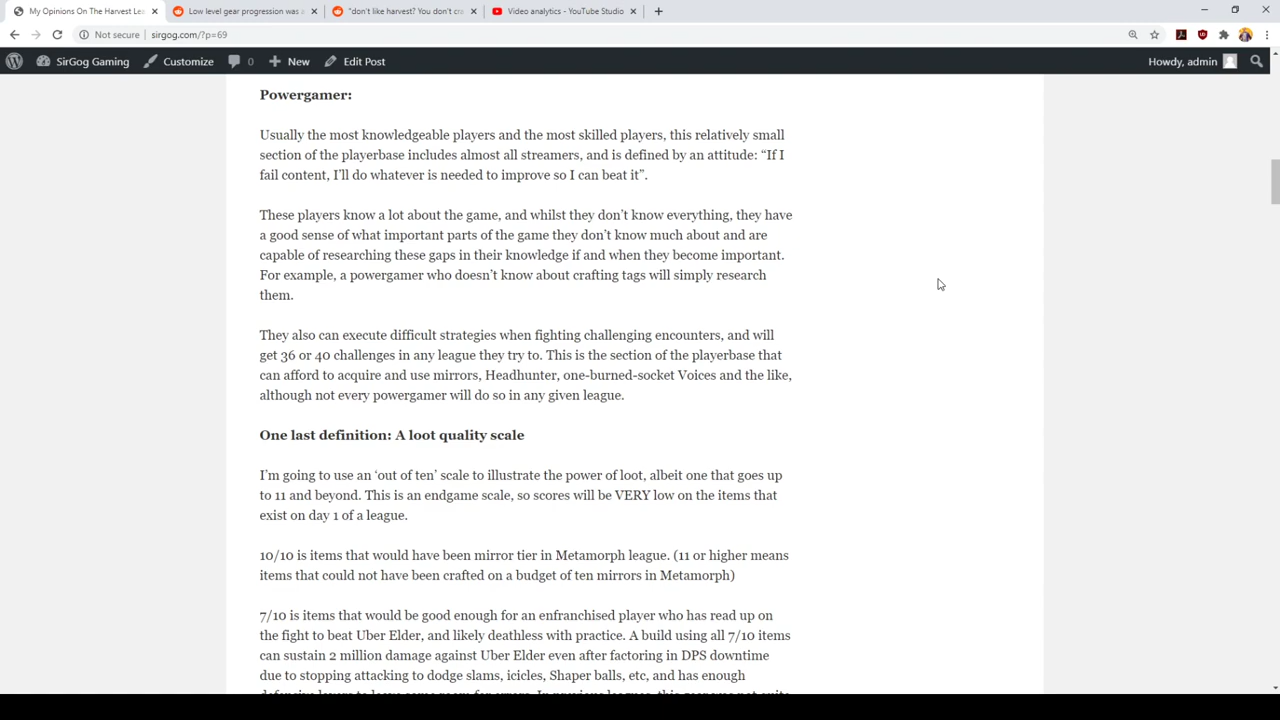 My Opinions On The Harvest Lea
Low level gear progression was a
"don't like harvest? You don't cra
Video analytics - YouTube Studio
Not secure | sirgog.com/?p=69
SirGog Gaming
Customize
0
New
Edit Post
Howdy, admin
Powergamer:
Usually the most knowledgeable players and the most skilled players, this relatively small
section of the playerbase includes almost all streamers, and is defined by an attitude: “If I
fail content, I’ll do whatever is needed to improve so I can beat it”.
These players know a lot about the game, and whilst they don’t know everything, they have
a good sense of what important parts of the game they don’t know much about and are
capable of researching these gaps in their knowledge if and when they become important.
For example, a powergamer who doesn’t know about crafting tags will simply research
them.
They also can execute difficult strategies when fighting challenging encounters, and will
get 36 or 40 challenges in any league they try to. This is the section of the playerbase that
can afford to acquire and use mirrors, Headhunter, one-burned-socket Voices and the like,
although not every powergamer will do so in any given league.
One last definition: A loot quality scale
I’m going to use an ‘out of ten’ scale to illustrate the power of loot, albeit one that goes up
to 11 and beyond. This is an endgame scale, so scores will be VERY low on the items that
exist on day 1 of a league.
10/10 is items that would have been mirror tier in Metamorph league. (11 or higher means
items that could not have been crafted on a budget of ten mirrors in Metamorph)
7/10 is items that would be good enough for an enfranchised player who has read up on
the fight to beat Uber Elder, and likely deathless with practice. A build using all 7/10 items
can sustain 2 million damage against Uber Elder even after factoring in DPS downtime
due to stopping attacking to dodge slams, icicles, Shaper balls, etc, and has enough